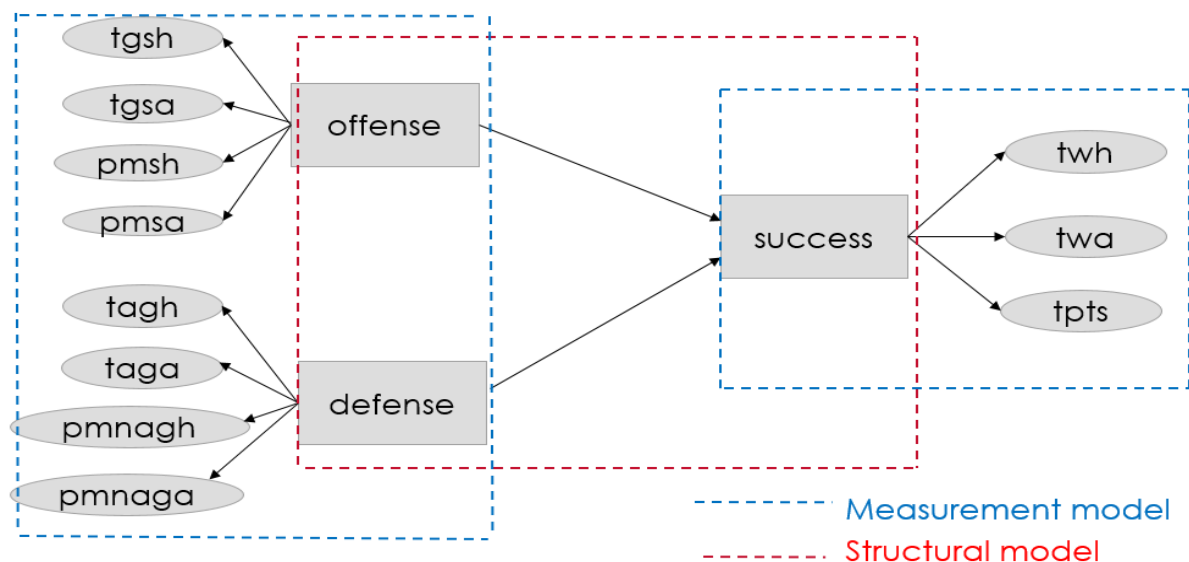 tgsh
tgsa
pmsh
pmsa
offense
tagh
taga
pmnagh
pmnaga
defense
success
twh
twa
tpts
Measurement model
Structural model